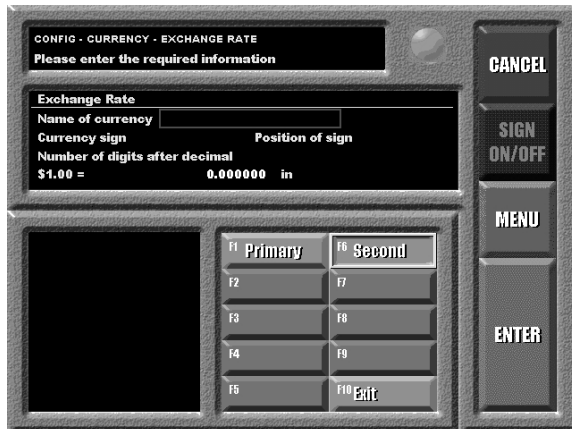 CONFIG - CURRENCY - EXCHANGE RATE
Please enter the required information
CANCEL
Exchange Rate
Name of currency
Currency sign Position of sign
Number of digits after decimal
$1.00 = 0.000000 in
SIGN
ON/OFF
MENU
F1 Primary F6 Second
F2 F7
F3 F8
F4 F9
F5 F10 Exit
ENTER